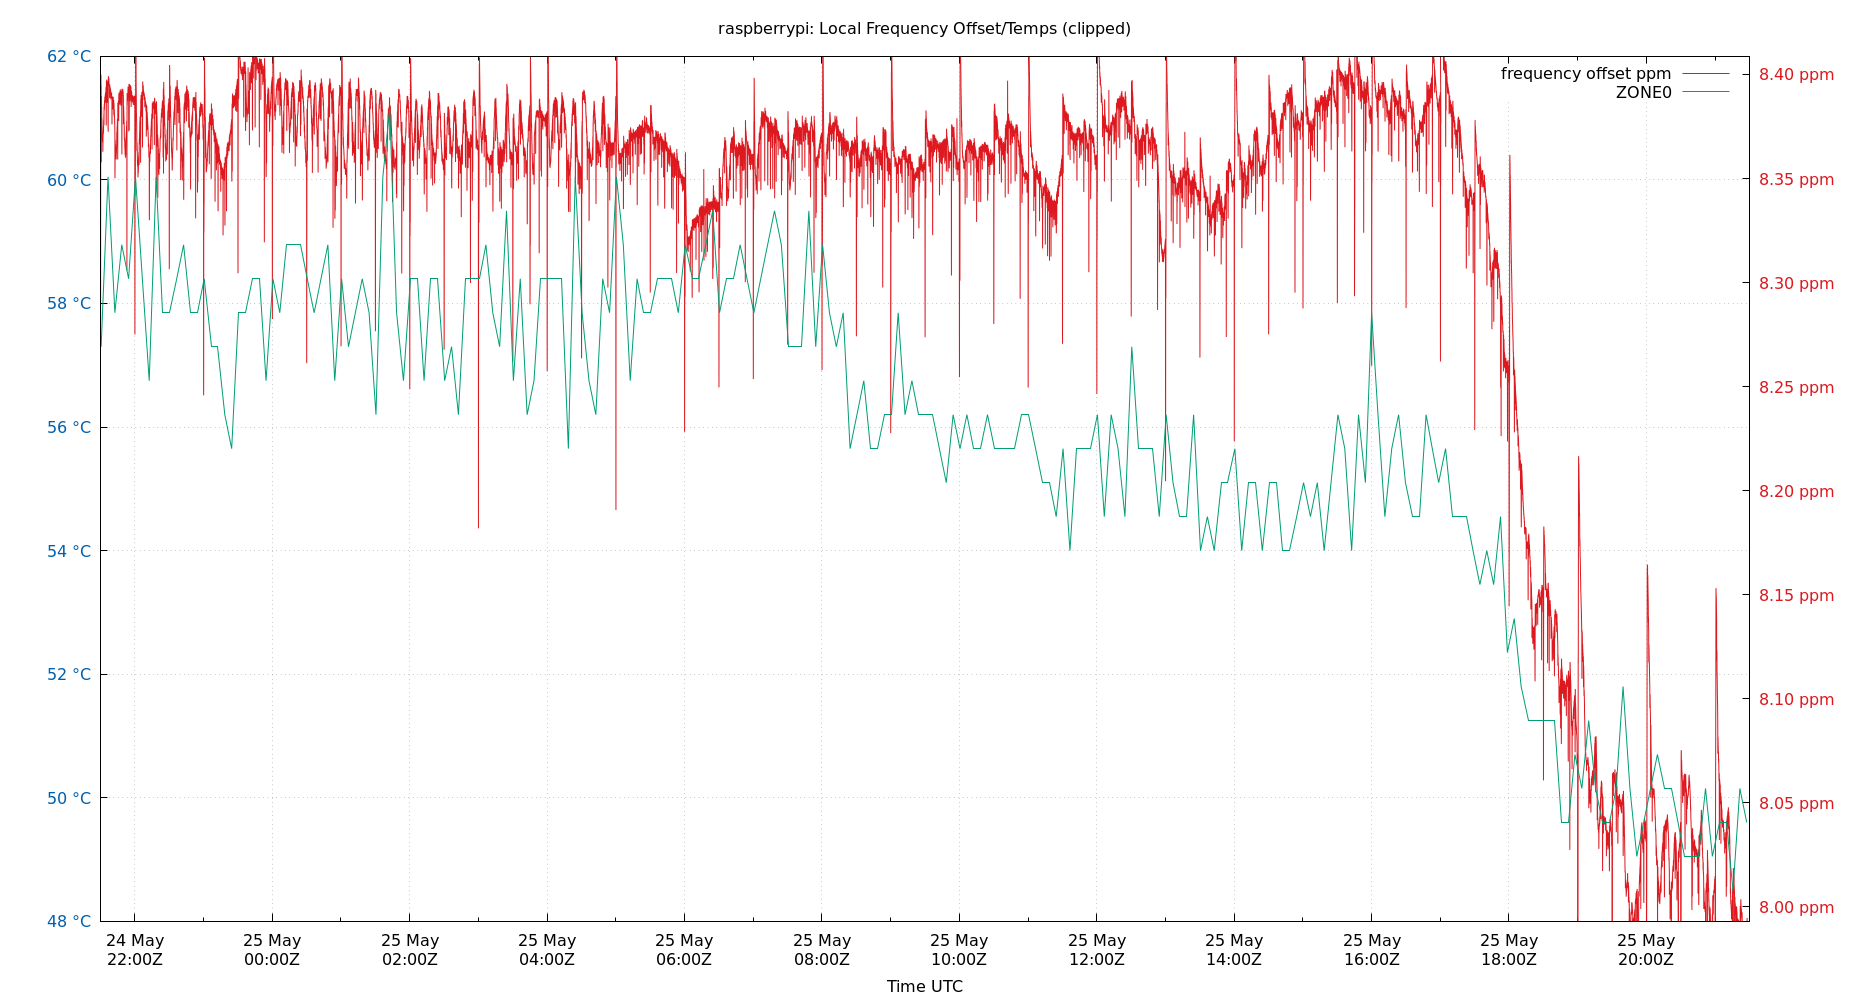 raspberrypi: Local Frequency Offset/Temps (clipped)
frequency offset ppm
ZONE0
62 °C
60 °C
58 °C
56 °C
54 °C
52 °C
50 °C
48 °C
8.40 ppm
8.35 ppm
8.30 ppm
8.25 ppm
8.20 ppm
8.15 ppm
8.10 ppm
8.05 ppm
8.00 ppm
24 May
22:00Z
25 May
00:00Z
25 May
02:00Z
25 May
04:00Z
25 May
06:00Z
25 May
08:00Z
25 May
10:00Z
25 May
12:00Z
25 May
14:00Z
25 May
16:00Z
25 May
18:00Z
25 May
20:00Z
Time UTC